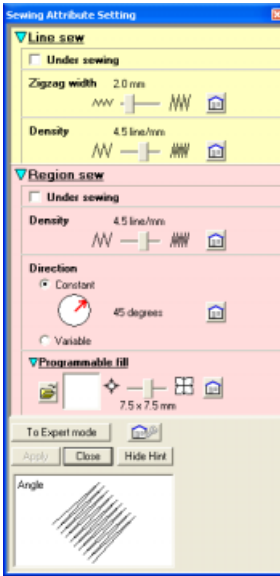 Sewing Attribute Setting
Line sew
Under sewing
Zigzag width 2.0 mm
Density 4.5 line/mm
Region sew
Under sewing
Density 4.5 line/mm
Direction
Constant
45 degrees
Variable
Programmable fill
7.5 x 7.5 mm
To Expert mode
Apply Close Hide Hint
Angle